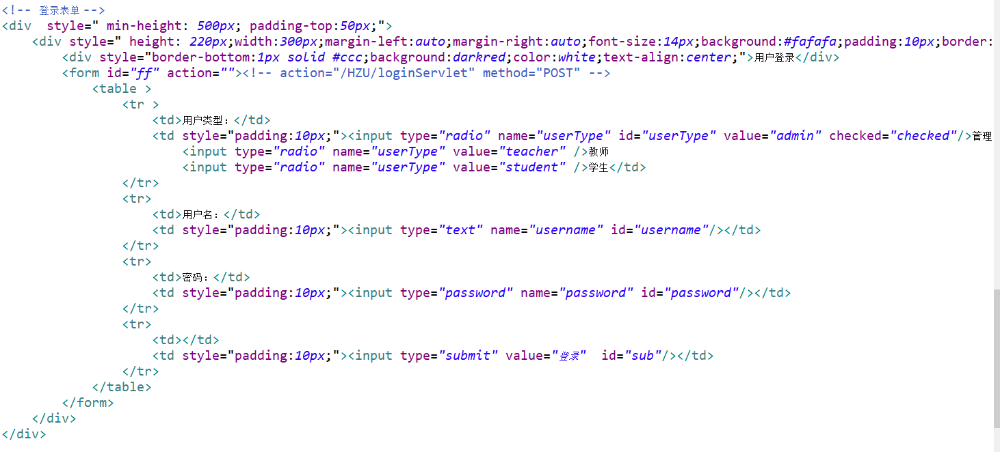 <!-- 登录表单 -->
<div  style=" min-height: 500px; padding-top:50px;">
    <div style=" height: 220px;width:300px;margin-left:auto;margin-right:auto;font-size:14px;background:#fafafa;padding:10px;border:
        <div style="border-bottom:1px solid #ccc;background:darkred;color:white;text-align:center;">用户登录</div>
        <form id="ff" action=""><!-- action="/HZU/loginServlet" method="POST" -->
            <table >
                <tr >
                    <td>用户类型：</td>
                    <td style="padding:10px;"><input type="radio" name="userType" id="userType" value="admin" checked="checked"/>管理
                        <input type="radio" name="userType" value="teacher" />教师
                        <input type="radio" name="userType" value="student" />学生</td>
                </tr>
                <tr>
                    <td>用户名：</td>
                    <td style="padding:10px;"><input type="text" name="username" id="username"/></td>
                </tr>
                <tr>
                    <td>密码：</td>
                    <td style="padding:10px;"><input type="password" name="password" id="password"/></td>
                </tr>
                <tr>
                    <td></td>
                    <td style="padding:10px;"><input type="submit" value="登录"  id="sub"/></td>
                </tr>
            </table>
        </form>
    </div>
</div>